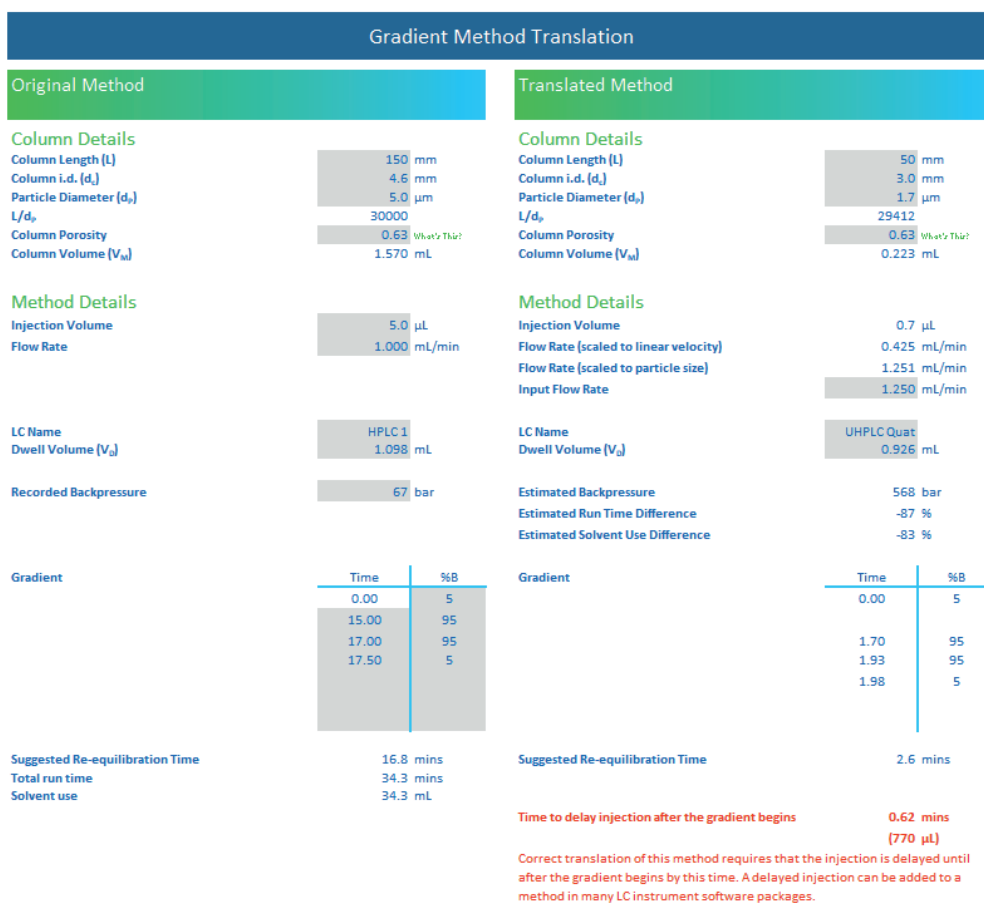 Gradient Method Translation
Original Method
Column Details
Column Length (L) 150 mm
Column i.d. (dc) 4.6 mm
Particle Diameter (dP) 5.0 µm
L/dP 30000
Column Porosity 0.63 What's This?
Column Volume (VM) 1.570 mL
Method Details
Injection Volume 5.0 µL
Flow Rate 1.000 mL/min
LC Name HPLC 1
Dwell Volume (VD) 1.098 mL
Recorded Backpressure 67 bar
Gradient Time %B
0.00 5
15.00 95
17.00 95
17.50 5
Suggested Re-equilibration Time 16.8 mins
Total run time 34.3 mins
Solvent use 34.3 mL
Translated Method
Column Details
Column Length (L) 50 mm
Column i.d. (dc) 3.0 mm
Particle Diameter (dP) 1.7 µm
L/dP 29412
Column Porosity 0.63 What's This?
Column Volume (VM) 0.223 mL
Method Details
Injection Volume 0.7 µL
Flow Rate (scaled to linear velocity) 0.425 mL/min
Flow Rate (scaled to particle size) 1.251 mL/min
Input Flow Rate 1.250 mL/min
LC Name UHPLC Quat
Dwell Volume (VD) 0.926 mL
Estimated Backpressure 568 bar
Estimated Run Time Difference -87 %
Estimated Solvent Use Difference -83 %
Gradient Time %B
0.00 5
1.70 95
1.93 95
1.98 5
Suggested Re-equilibration Time 2.6 mins
Time to delay injection after the gradient begins 0.62 mins
(770 µL)
Correct translation of this method requires that the injection is delayed until
after the gradient begins by this time. A delayed injection can be added to a
method in many LC instrument software packages.